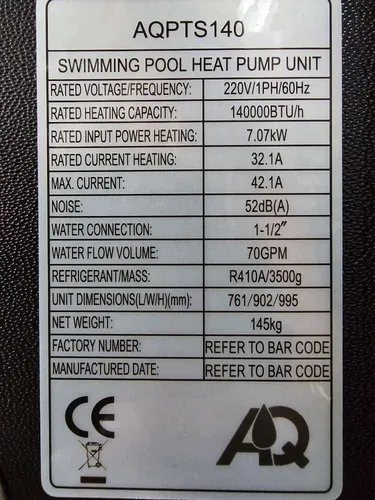 AQPTS140
SWIMMING POOL HEAT PUMP UNIT
RATED VOLTAGE/FREQUENCY: 220V/1PH/60Hz
RATED HEATING CAPACITY: 140000BTU/h
RATED INPUT POWER HEATING: 7.07kW
RATED CURRENT HEATING: 32.1A
MAX. CURRENT: 42.1A
NOISE: 52dB(A)
WATER CONNECTION: 1-1/2″
WATER FLOW VOLUME: 70GPM
REFRIGERANT/MASS: R410A/3500g
UNIT DIMENSIONS(L/W/H)(mm): 761/902/995
NET WEIGHT: 145kg
FACTORY NUMBER: REFER TO BAR CODE
MANUFACTURED DATE: REFER TO BAR CODE
CE
AQ